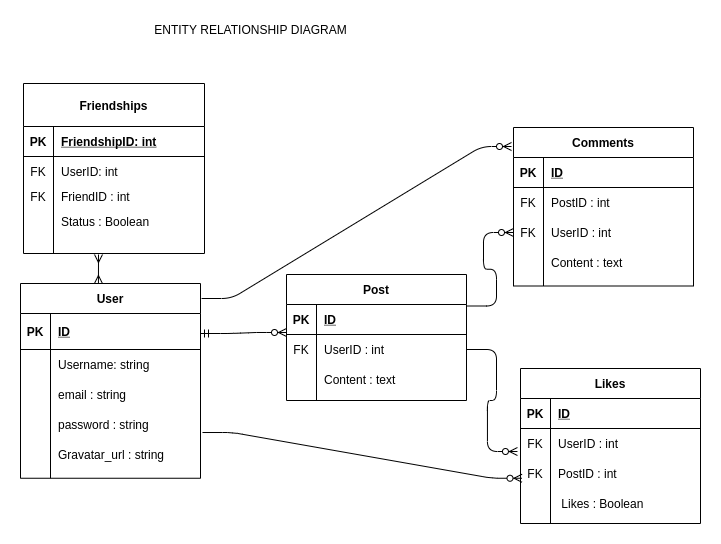 ENTITY RELATIONSHIP DIAGRAM
Friendships
PK FriendshipID: int
FK UserID: int
FK FriendID : int
Status : Boolean
User
PK ID
Username: string
email : string
password : string
Gravatar_url : string
Post
PK ID
FK UserID : int
Content : text
Comments
PK ID
FK PostID : int
FK UserID : int
Content : text
Likes
PK ID
FK UserID : int
FK PostID : int
Likes : Boolean